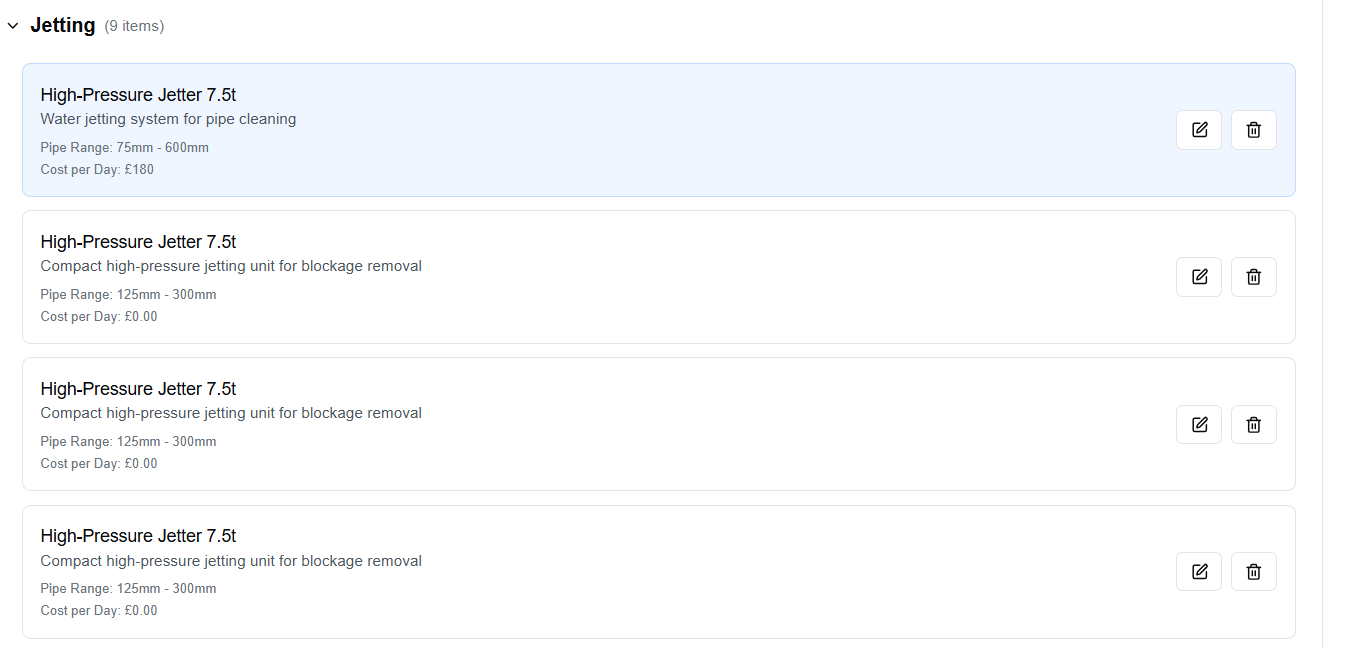 Jetting (9 items)
High-Pressure Jetter 7.5t
Water jetting system for pipe cleaning
Pipe Range: 75mm - 600mm
Cost per Day: £180
High-Pressure Jetter 7.5t
Compact high-pressure jetting unit for blockage removal
Pipe Range: 125mm - 300mm
Cost per Day: £0.00
High-Pressure Jetter 7.5t
Compact high-pressure jetting unit for blockage removal
Pipe Range: 125mm - 300mm
Cost per Day: £0.00
High-Pressure Jetter 7.5t
Compact high-pressure jetting unit for blockage removal
Pipe Range: 125mm - 300mm
Cost per Day: £0.00